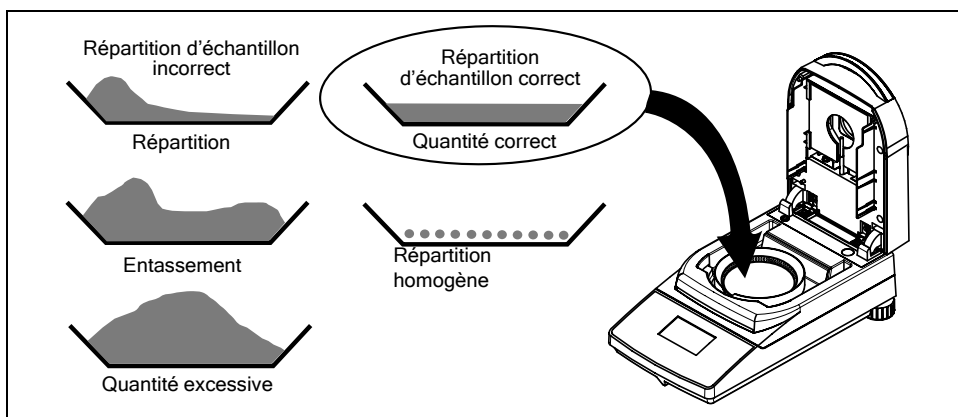 Répartition d'échantillon
incorrect
Répartition
Entassement
Quantité excessive
Répartition
d'échantillon correct
Quantité correct
Répartition
homogène